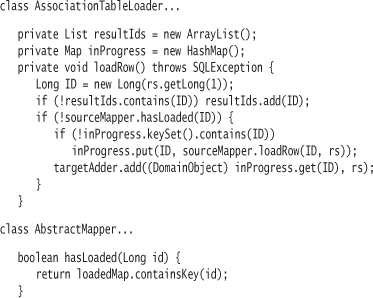 class AssociationTableLoader...
private List resultIds = new ArrayList();
private Map inProgress = new HashMap();
private void loadRow() throws SQLException {
Long ID = new Long(rs.getLong(1));
if (!resultIds.contains(ID)) resultIds.add(ID);
if (!sourceMapper.hasLoaded(ID)) {
if (!inProgress.keySet().contains(ID))
inProgress.put(ID, sourceMapper.loadRow(ID, rs));
targetAdder.add((DomainObject) inProgress.get(ID), rs);
}
}
class AbstractMapper...
boolean hasLoaded(Long id) {
return loadedMap.containsKey(id);
}